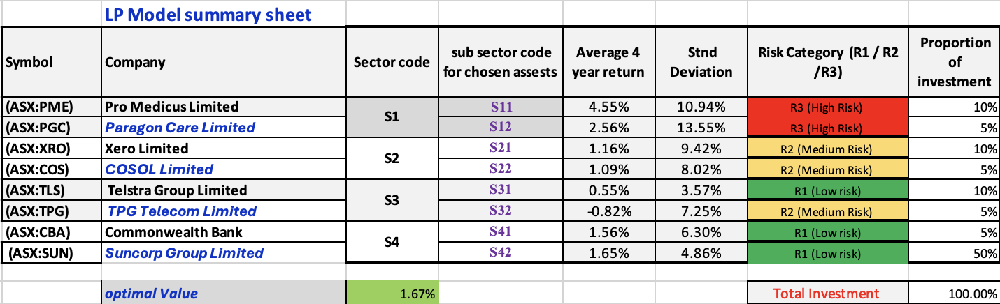 LP Model summary sheet
Symbol Company Sector code sub sector code for chosen assests Average 4 year return Stnd Deviation Risk Category (R1 / R2 /R3) Proportion of investment
(ASX:PME) Pro Medicus Limited S1 S11 4.55% 10.94% R3 (High Risk) 10%
(ASX:PGC) Paragon Care Limited S12 2.56% 13.55% R3 (High Risk) 5%
(ASX:XRO) Xero Limited S2 S21 1.16% 9.42% R2 (Medium Risk) 10%
(ASX:COS) COSOL Limited S22 1.09% 8.02% R2 (Medium Risk) 5%
(ASX:TLS) Telstra Group Limited S3 S31 0.55% 3.57% R1 (Low risk) 10%
(ASX:TPG) TPG Telecom Limited S32 -0.82% 7.25% R2 (Medium Risk) 5%
(ASX:CBA) Commonwealth Bank S4 S41 1.56% 6.30% R1 (Low risk) 5%
(ASX:SUN) Suncorp Group Limited S42 1.65% 4.86% R1 (Low risk) 50%
optimal Value 1.67% Total Investment 100.00%